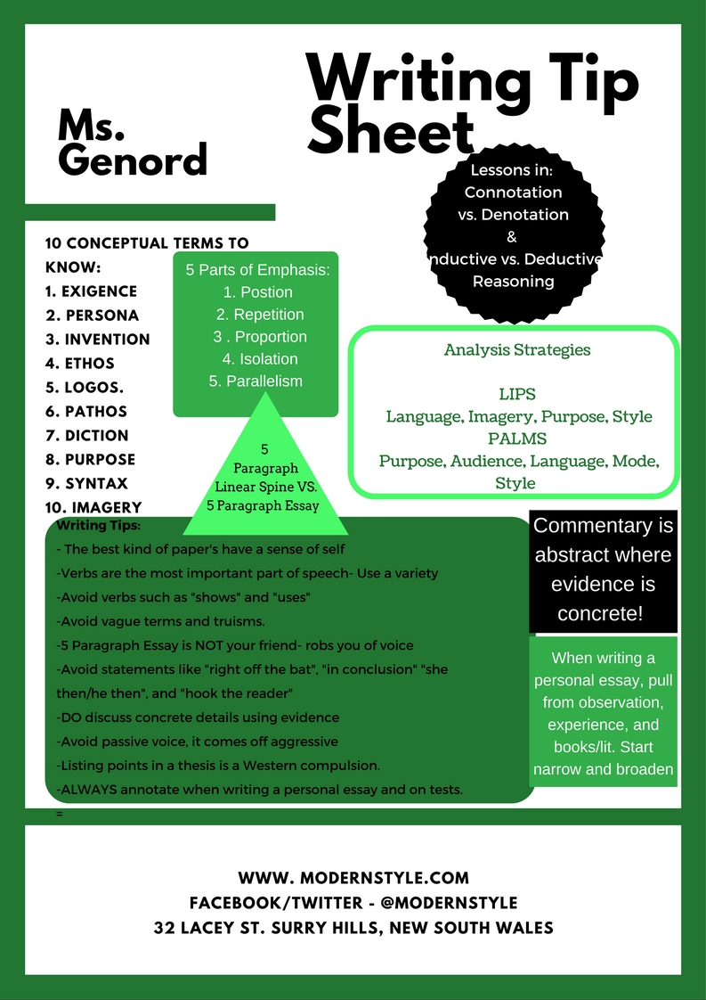 Writing Tip
Sheet
Ms.
Genord
Lessons in:
Connotation
vs. Denotation
&
nductive vs. Deductive
Reasoning
10 CONCEPTUAL TERMS TO
KNOW:
1. EXIGENCE
2. PERSONA
3. INVENTION
4. ETHOS
5. LOGOS.
6. PATHOS
7. DICTION
8. PURPOSE
9. SYNTAX
10. IMAGERY
5 Parts of Emphasis:
1. Postion
2. Repetition
3 . Proportion
4. Isolation
5. Parallelism
Analysis Strategies
LIPS
Language, Imagery, Purpose, Style
PALMS
Purpose, Audience, Language, Mode,
Style
5
Paragraph
Linear Spine VS.
5 Paragraph Essay
Writing Tips:
- The best kind of paper's have a sense of self
-Verbs are the most important part of speech- Use a variety
-Avoid verbs such as "shows" and "uses"
-Avoid vague terms and truisms.
-5 Paragraph Essay is NOT your friend- robs you of voice
-Avoid statements like "right off the bat", "in conclusion" "she
then/he then", and "hook the reader"
-DO discuss concrete details using evidence
-Avoid passive voice, it comes off aggressive
-Listing points in a thesis is a Western compulsion.
-ALWAYS annotate when writing a personal essay and on tests.
=
Commentary is
abstract where
evidence is
concrete!
When writing a
personal essay, pull
from observation,
experience, and
books/lit. Start
narrow and broaden
WWW. MODERNSTYLE.COM
FACEBOOK/TWITTER - @MODERNSTYLE
32 LACEY ST. SURRY HILLS, NEW SOUTH WALES